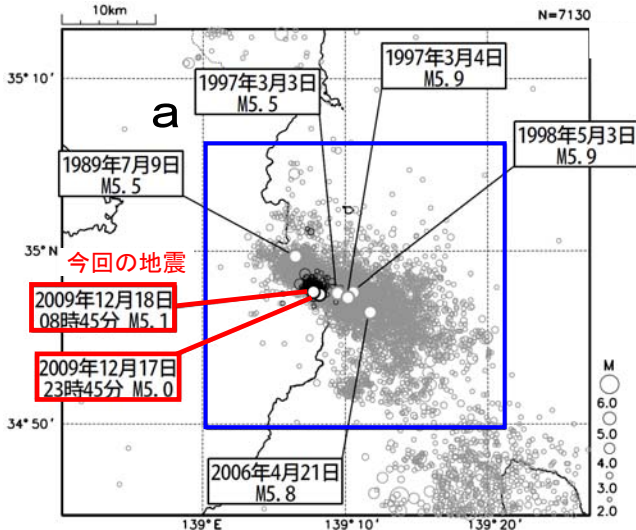 10km
N=7130
35°10′
1997年3月3日
M5.5
1997年3月4日
M5.9
a
1998年5月3日
M5.9
1989年7月9日
M5.5
35°N
今回の地震
2009年12月18日
08時45分 M5.1
2009年12月17日
23時45分 M5.0
34°50′
2006年4月21日
M5.8
M
6.0
5.0
4.0
3.0
2.0
139°E
139°10′
139°20′